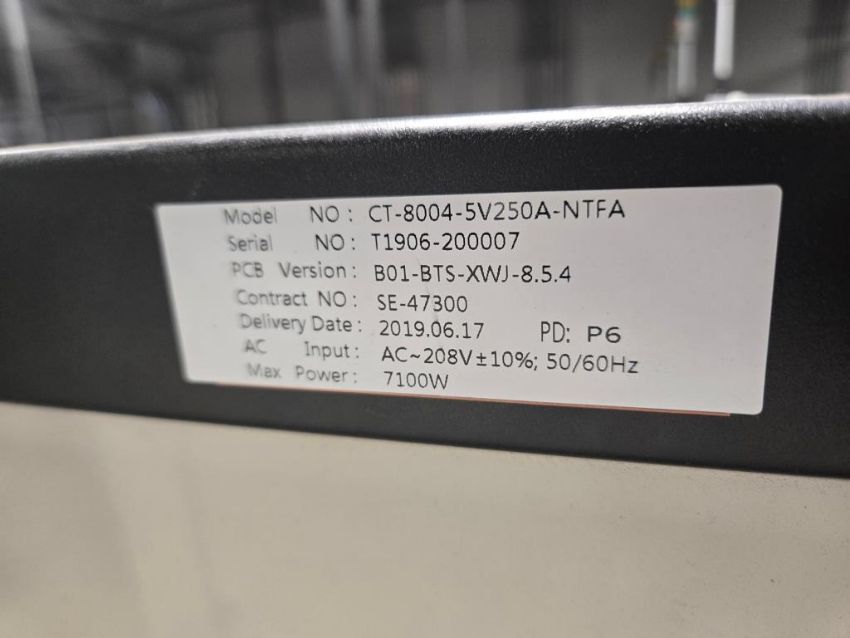 Model NO: CT-8004-5V250A-NTFA
Serial NO: T1906-200007
PCB Version: B01-BTS-XWJ-8.5.4
Contract NO: SE-47300
Delivery Date: 2019.06.17 PD: P6
AC Input: AC~208V±10%; 50/60Hz
Max Power: 7100W